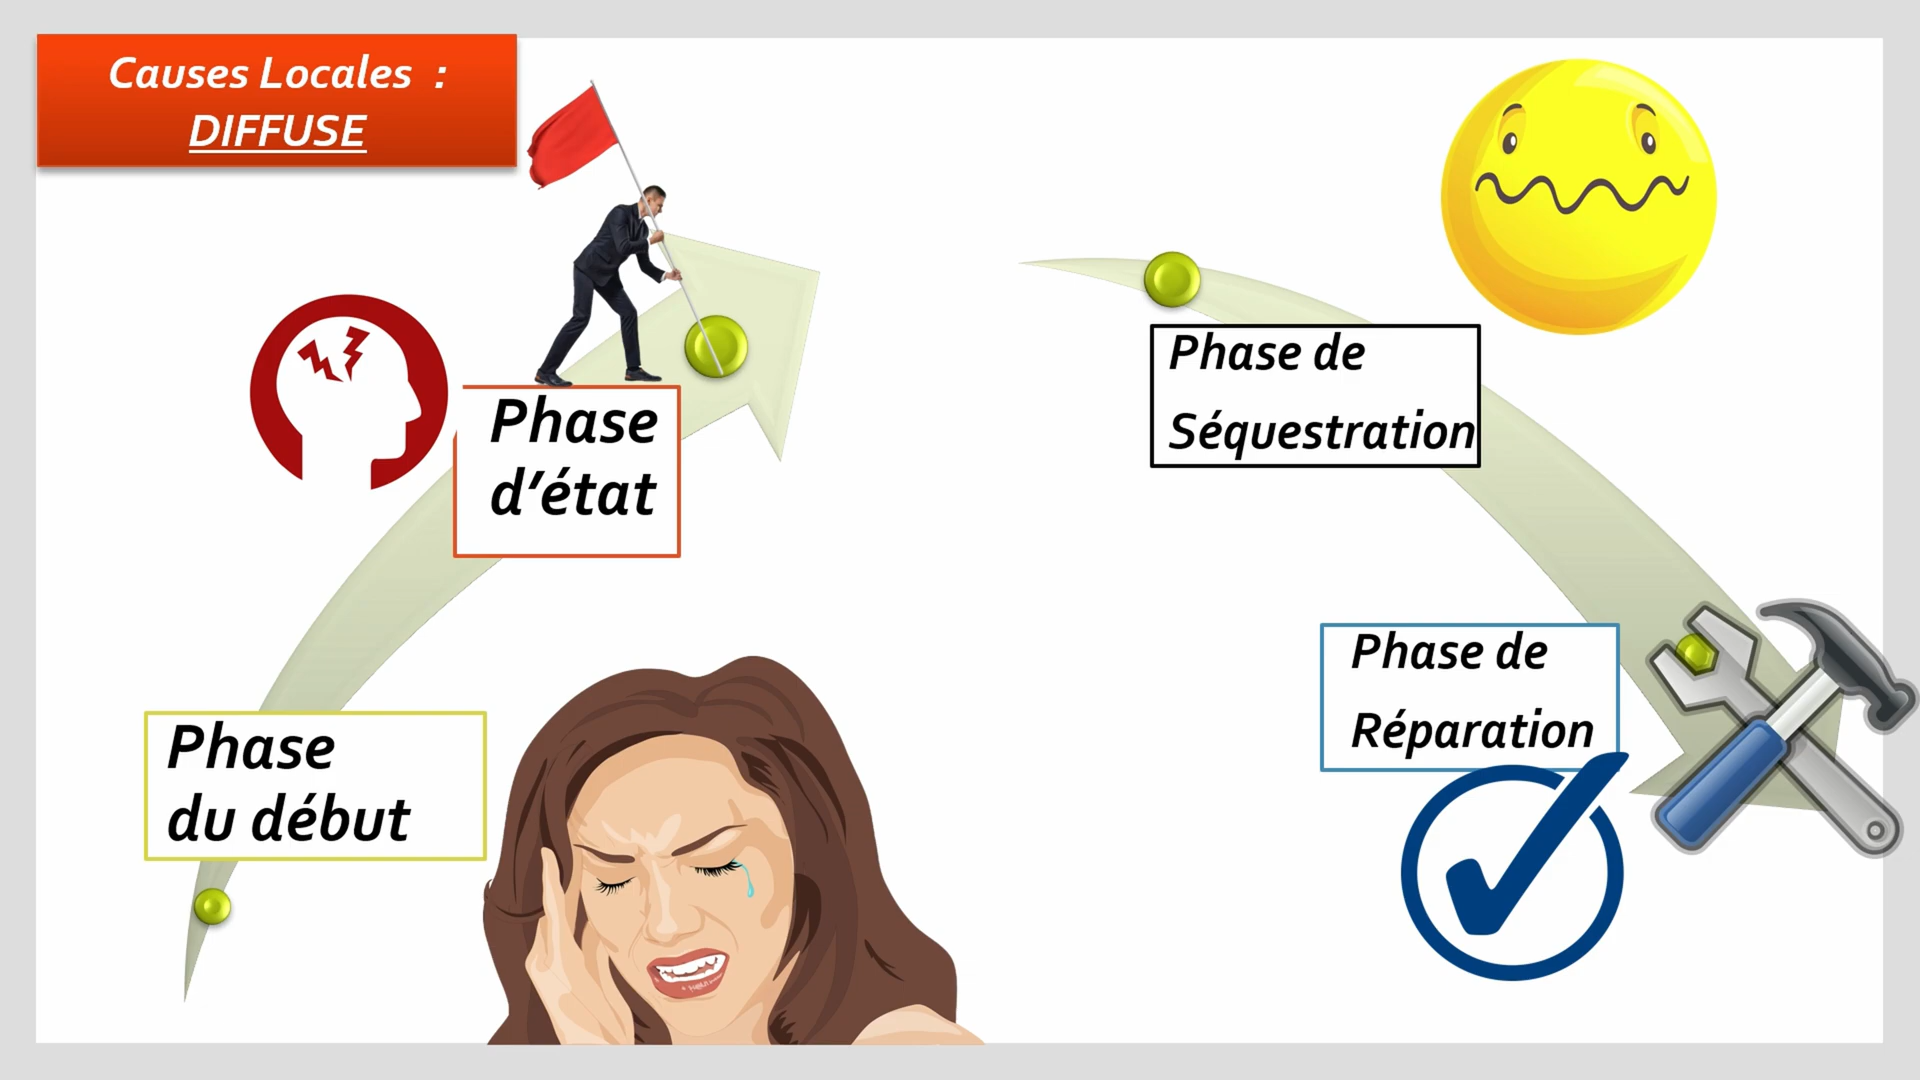 Causes Locales :
DIFFUSE
Phase
d’état
Phase
du début
Phase de
Séquestration
Phase de
Réparation